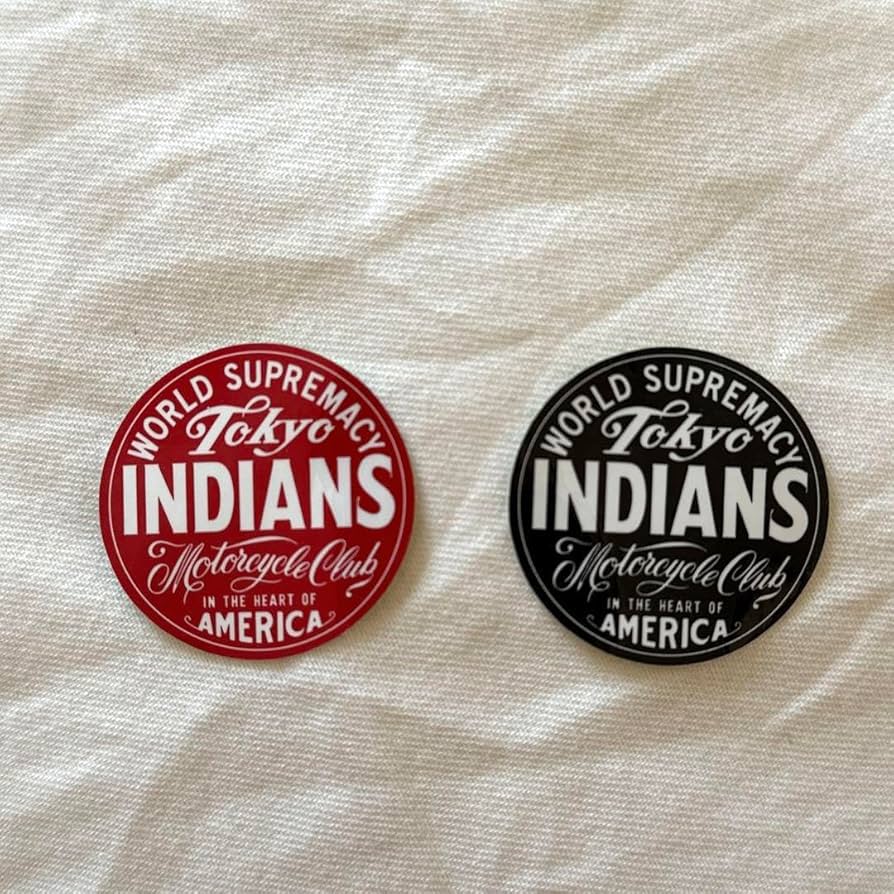 WORLD SUPREMACY
Tokyo
INDIANS
Motorcycle Club
IN THE HEART OF
AMERICA
WORLD SUPREMACY
Tokyo
INDIANS
Motorcycle Club
IN THE HEART OF
AMERICA